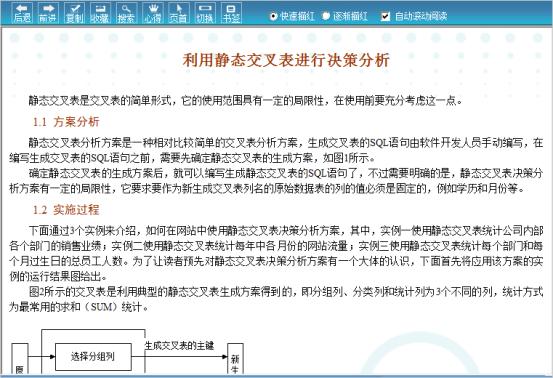 后退 前进 复制 收藏 搜索 心得 页首 切换 书签 快速描红 逐渐描红 自动滚动阅读
利用静态交叉表进行决策分析
静态交叉表是交叉表的简单形式，它的使用范围具有一定的局限性，在使用前要充分考虑这一点。
1.1 方案分析
静态交叉表分析方案是一种相对比较简单的交叉表分析方案，生成交叉表的SQL语句由软件开发人员手动编写，在
编写生成交叉表的SQL语句之前，需要先确定静态交叉表的生成方案，如图1所示。
确定静态交叉表的生成方案后，就可以编写生成静态交叉表的SQL语句了，不过需要明确的是，静态交叉表决策分
析方案有一定的局限性，它要求要作为新生成交叉表列名的原始数据表的列的值必须是固定的，例如学历和月份等。
1.2 实施过程
下面通过3个实例来介绍，如何在网站中使用静态交叉表决策分析方案，其中，实例一使用静态交叉表统计公司内部
各个部门的销售业绩；实例二使用静态交叉表统计每年中各月份的网站流量；实例三使用静态交叉表统计每个部门和每
个月过生日的总员工人数。为了让读者预先对静态交叉表决策分析方案有一个大体的认识，下面首先将应用该方案的实
例的运行结果图给出。
图2所示的交叉表是利用典型的静态交叉表生成方案得到的，即分组列、分类列和统计列为3个不同的列，统计方式
为最常用的求和（SUM）统计。
生成交叉表的主键
选择分组列
新
生